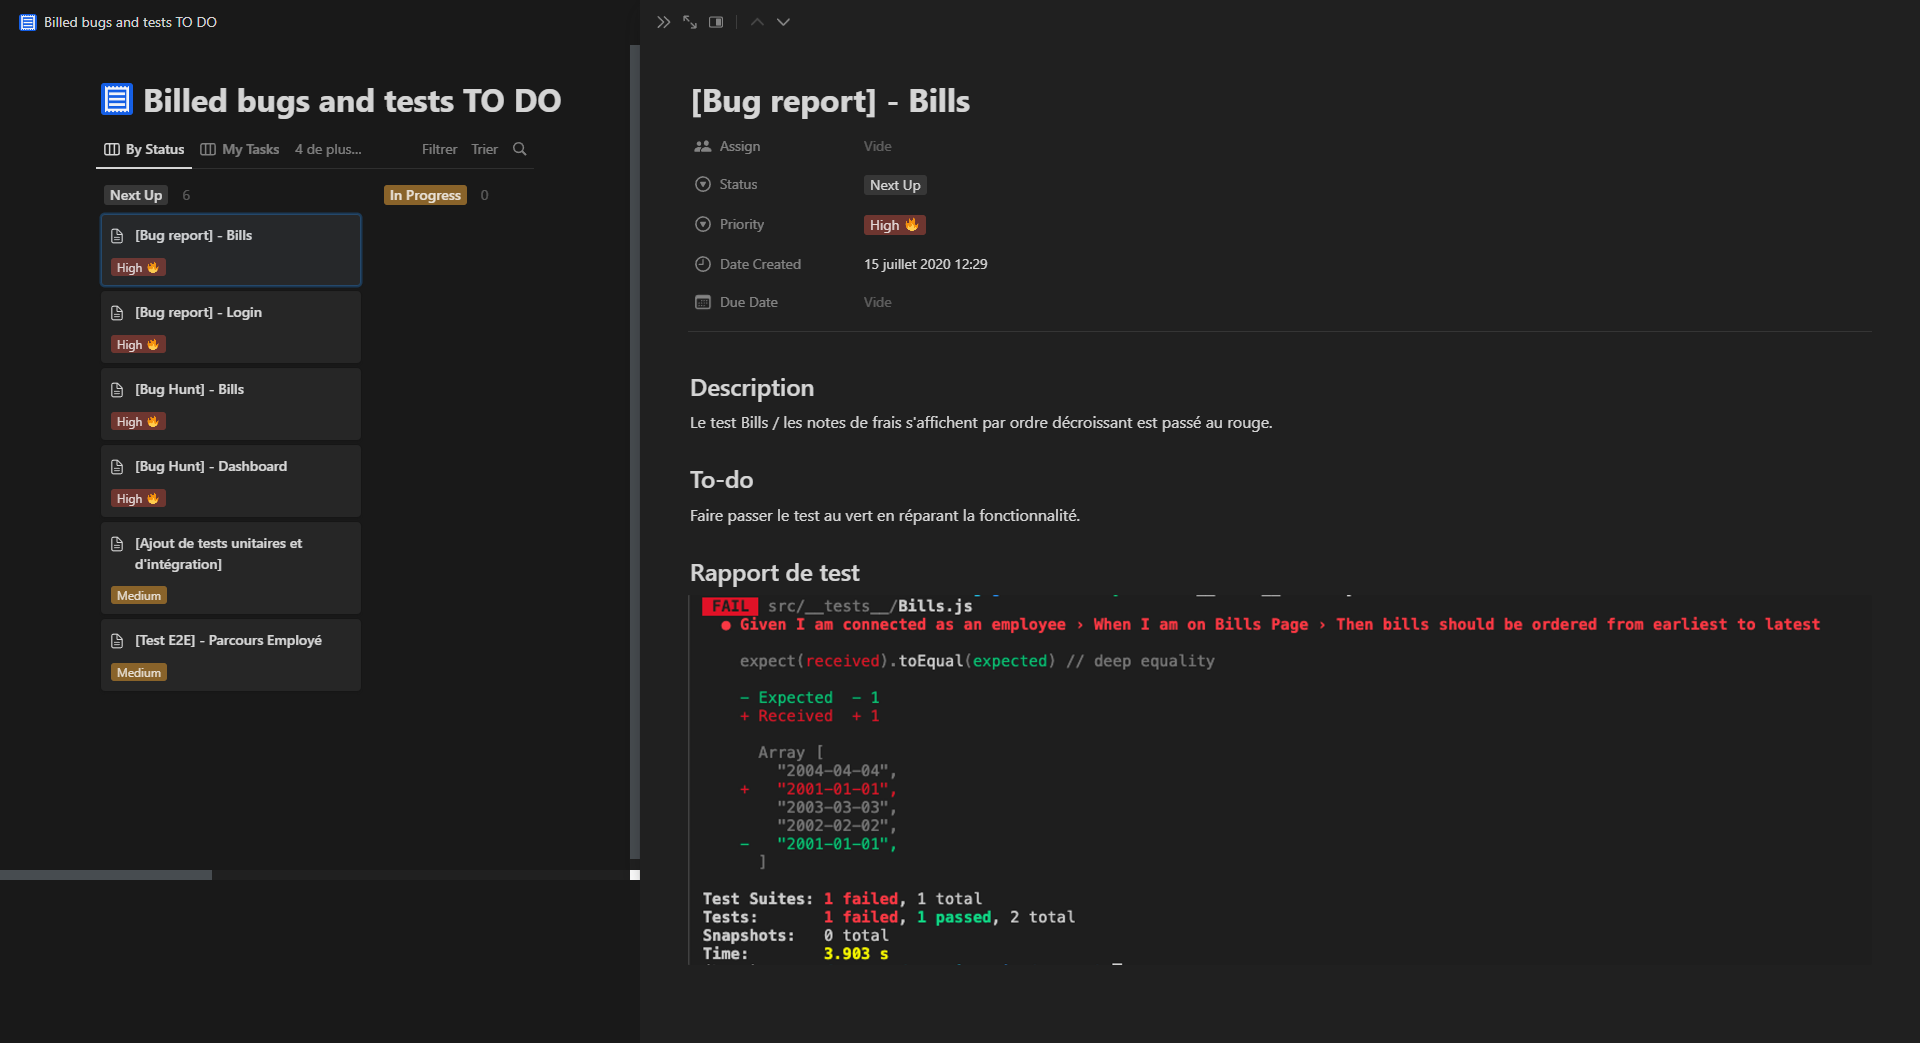 Billed bugs and tests TO DO
Billed bugs and tests TO DO
By Status My Tasks 4 de plus... Filtrer Trier
Next Up 6 In Progress 0
[Bug report] - Bills
High
[Bug report] - Login
High
[Bug Hunt] - Bills
High
[Bug Hunt] - Dashboard
High
[Ajout de tests unitaires et
d'intégration]
Medium
[Test E2E] - Parcours Employé
Medium
[Bug report] - Bills
Assign Vide
Status Next Up
Priority High
Date Created 15 juillet 2020 12:29
Due Date Vide
Description
Le test Bills / les notes de frais s'affichent par ordre décroissant est passé au rouge.
To-do
Faire passer le test au vert en réparant la fonctionnalité.
Rapport de test
FAIL src/__tests__/Bills.js
● Given I am connected as an employee › When I am on Bills Page › Then bills should be ordered from earliest to latest
expect(received).toEqual(expected) // deep equality
- Expected - 1
+ Received + 1
Array [
"2004-04-04",
+ "2001-01-01",
"2003-03-03",
"2002-02-02",
- "2001-01-01",
]
Test Suites: 1 failed, 1 total
Tests: 1 failed, 1 passed, 2 total
Snapshots: 0 total
Time: 3.903 s